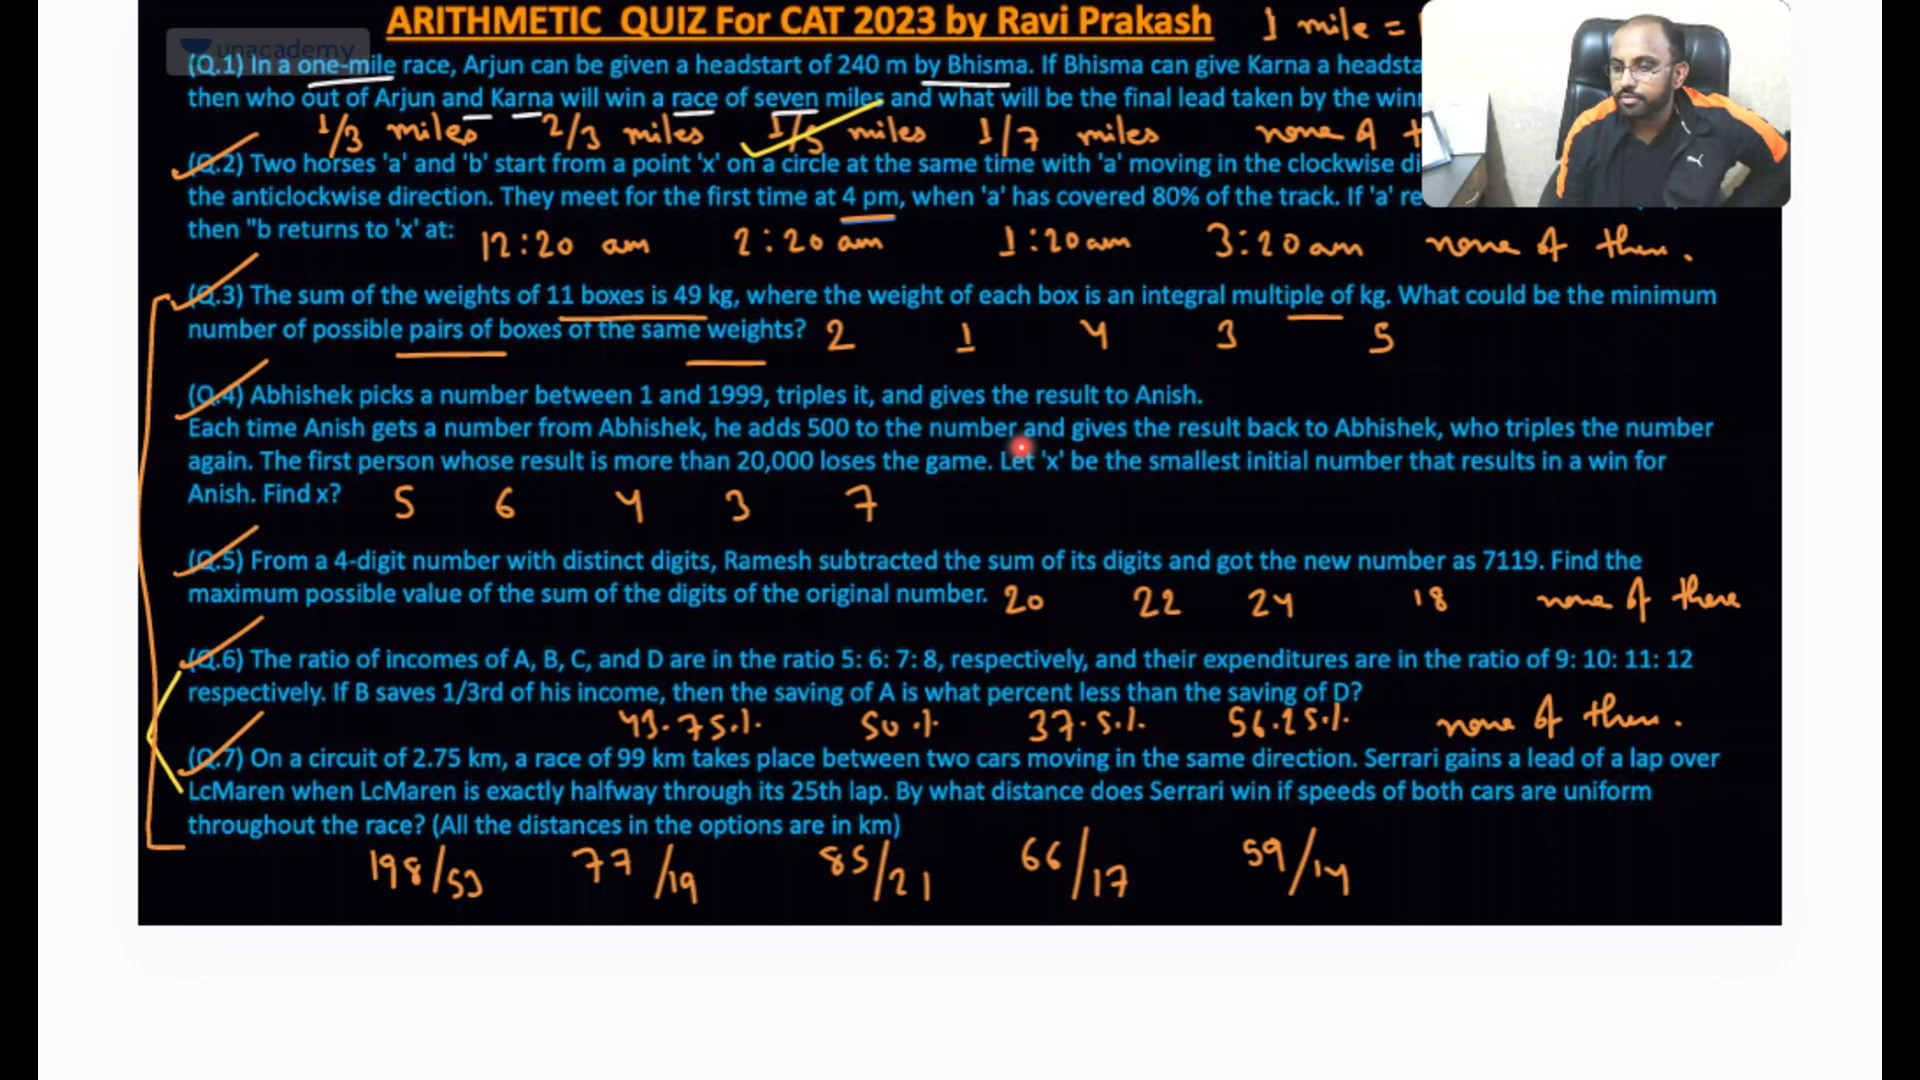 ARITHMETIC QUIZ For CAT 2023 by Ravi Prakash 1 mile =
unacademy
(Q.1) In a one-mile race, Arjun can be given a headstart of 240 m by Bhisma. If Bhisma can give Karna a
then who out of Arjun and Karna will win a race of seven miles and what will be the final lead taken by the
1/3 miles 2/3 miles 1/5 miles 1/7 miles none of
(Q.2) Two horses 'a' and 'b' start from a point 'x' on a circle at the same time with 'a' moving in the clockwise
the anticlockwise direction. They meet for the first time at 4 pm, when 'a' has covered 80% of the track. If 'a'
then "b returns to 'x' at: 12:20 am 2:20 am 1:20 am 3:20 am none of them.
(Q.3) The sum of the weights of 11 boxes is 49 kg, where the weight of each box is an integral multiple of kg. What could be the minimum
number of possible pairs of boxes of the same weights? 2 1 4 3 5
(Q.4) Abhishek picks a number between 1 and 1999, triples it, and gives the result to Anish.
Each time Anish gets a number from Abhishek, he adds 500 to the number and gives the result back to Abhishek, who triples the number
again. The first person whose result is more than 20,000 loses the game. Let 'x' be the smallest initial number that results in a win for
Anish. Find x? 5 6 4 3 7
(Q.5) From a 4-digit number with distinct digits, Ramesh subtracted the sum of its digits and got the new number as 7119. Find the
maximum possible value of the sum of the digits of the original number. 20 22 24 18 none of these
(Q.6) The ratio of incomes of A, B, C, and D are in the ratio 5: 6: 7: 8, respectively, and their expenditures are in the ratio of 9: 10: 11: 12
respectively. If B saves 1/3rd of his income, then the saving of A is what percent less than the saving of D?
43.75% 50% 37.5% 56.25% none of them.
(Q.7) On a circuit of 2.75 km, a race of 99 km takes place between two cars moving in the same direction. Serrari gains a lead of a lap over
LcMaren when LcMaren is exactly halfway through its 25th lap. By what distance does Serrari win if speeds of both cars are uniform
throughout the race? (All the distances in the options are in km)
198/53 77/19 85/21 66/17 59/14